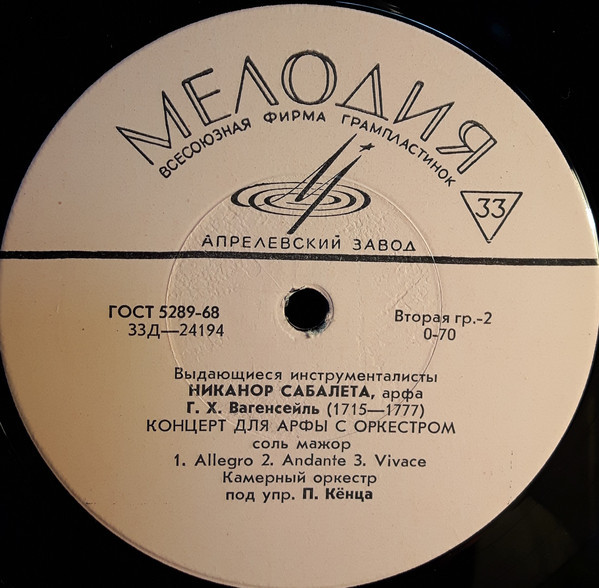 МЕЛОДИЯ
ВСЕСОЮЗНАЯ ФИРМА ГРАМПЛАСТИНОК
33
АПРЕЛЕВСКИЙ ЗАВОД
ГОСТ 5289-68
33Д—24194
Вторая гр.-2
0-70
Выдающиеся инструменталисты
НИКАНОР САБАЛЕТА, арфа
Г. Х. Вагенсейль (1715—1777)
КОНЦЕРТ ДЛЯ АРФЫ С ОРКЕСТРОМ
соль мажор
1. Allegro 2. Andante 3. Vivace
Камерный оркестр
под упр. П. Кёнца